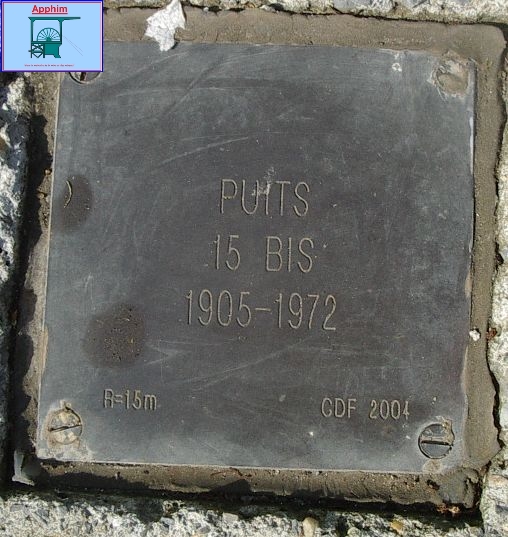 Apphim
PUITS
15 BIS
1905-1972
R=15m
CDF 2004